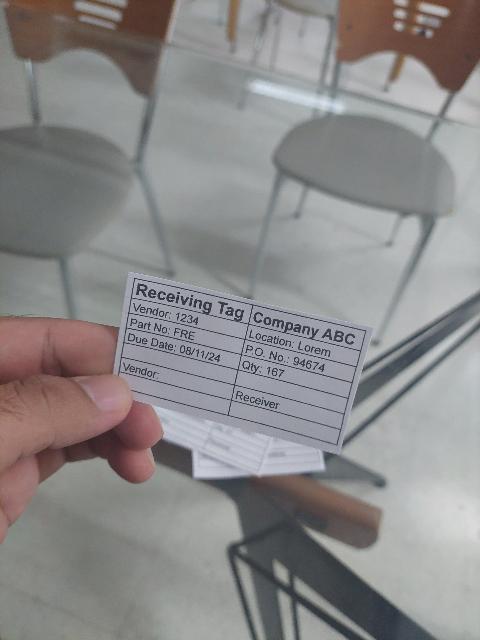 Receiving Tag
Company ABC
Vendor: 1234
Location: Lorem
Part No: FRE
P.O. No.: 94674
Due Date: 08/11/24
Qty: 167
Vendor:
Receiver